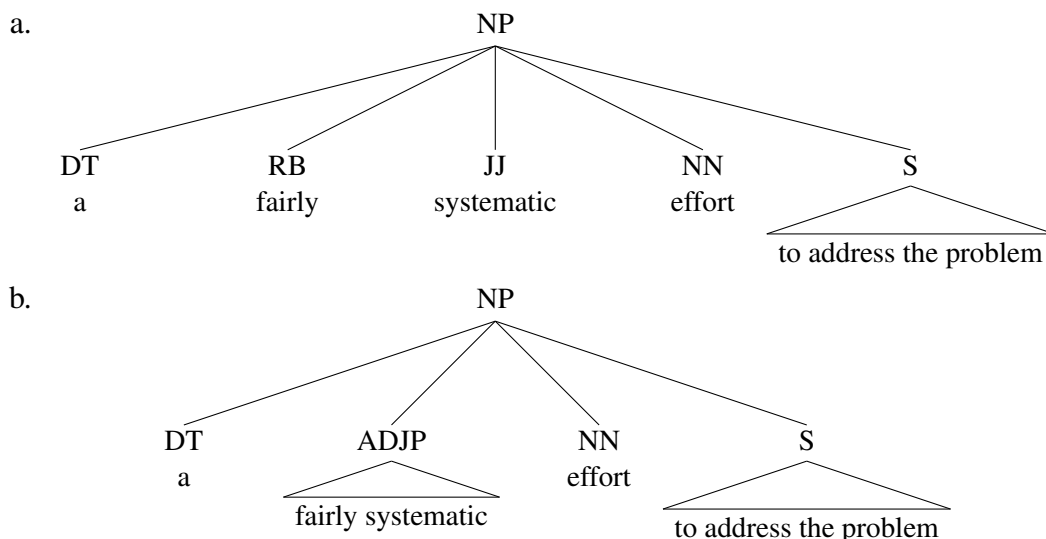 a.
NP
DT RB JJ NN S
a fairly systematic effort
to address the problem
b.
NP
DT ADJP NN S
a effort
fairly systematic to address the problem